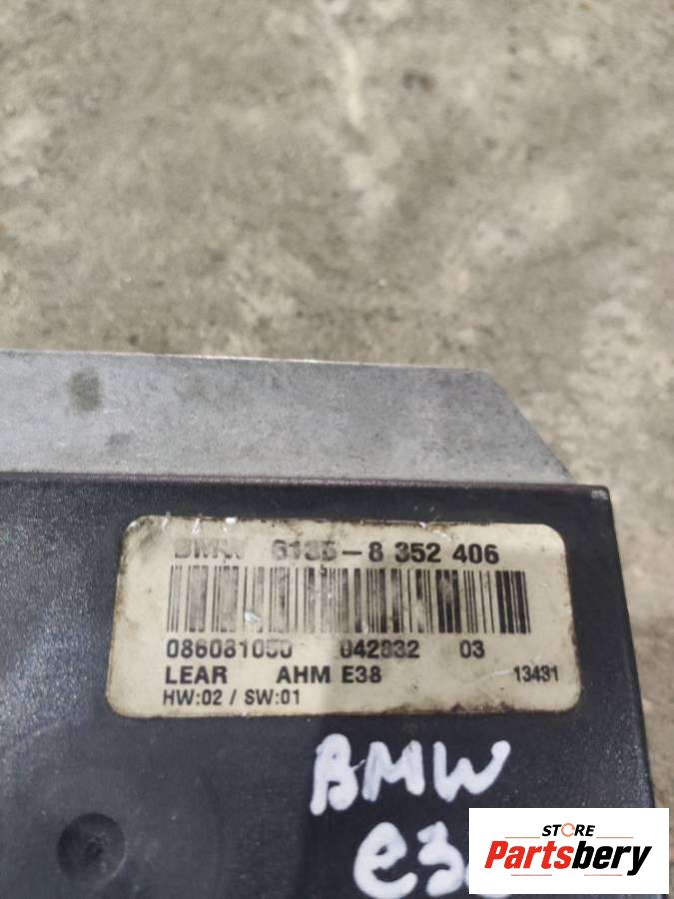 BMW 6135-8 352 406
086081050 042832 03
LEAR AHM E38 13431
HW:02 / SW:01
BMW
STORE
Partsbery